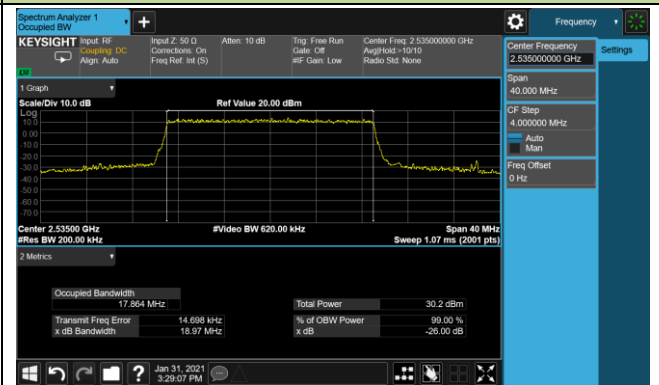 Spectrum Analyzer 1
Occupied BW
+
Frequency
KEYSIGHT
Input: RF
Coupling: DC
Align: Auto
Input Z: 50 Ω
Corrections: On
Freq Ref: Int (S)
Atten: 10 dB
Trig: Free Run
Gate: Off
#IF Gain: Low
Center Freq: 2.535000000 GHz
Avg|Hold:>10/10
Radio Std: None
Center Frequency
2.535000000 GHz
Settings
Span
40.000 MHz
CF Step
4.000000 MHz
Auto
Man
Freq Offset
0 Hz
1 Graph
Scale/Div 10.0 dB
Ref Value 20.00 dBm
Log
10.0
0.00
-10.0
-20.0
-30.0
-40.0
-50.0
-60.0
-70.0
Center 2.53500 GHz
#Video BW 620.00 kHz
Span 40 MHz
#Res BW 200.00 kHz
Sweep 1.07 ms (2001 pts)
2 Metrics
Occupied Bandwidth
17.864 MHz
Total Power
30.2 dBm
Transmit Freq Error
14.698 kHz
% of OBW Power
99.00 %
x dB Bandwidth
18.97 MHz
x dB
-26.00 dB
?
Jan 31, 2021
3:29:07 PM